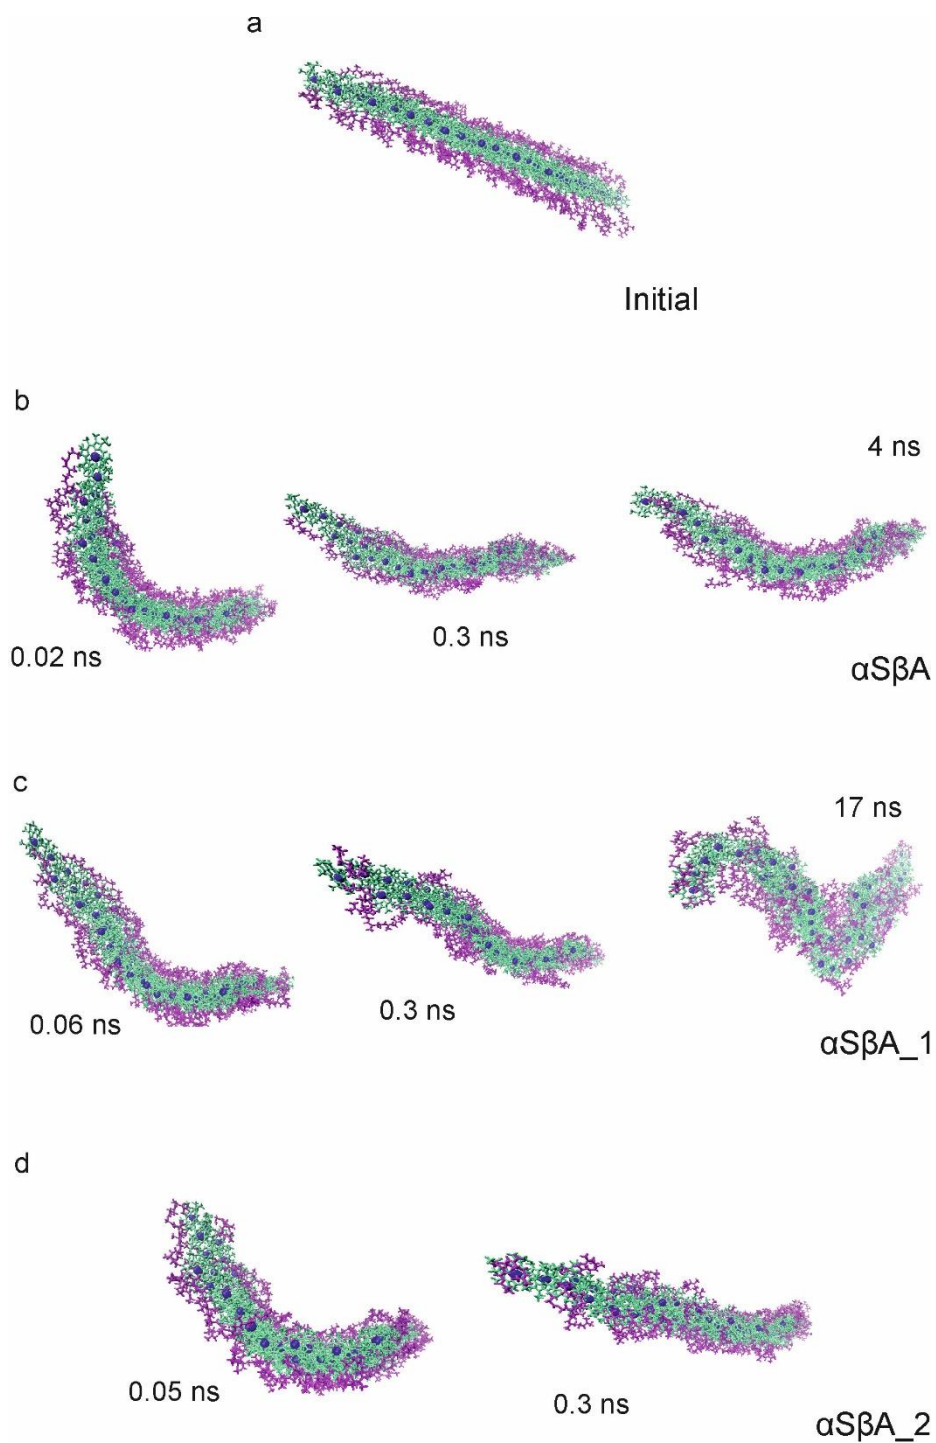 a
Initial
b
4 ns
0.3 ns
0.02 ns
αSβA
c
17 ns
0.3 ns
0.06 ns
αSβA_1
d
0.05 ns
0.3 ns
αSβA_2